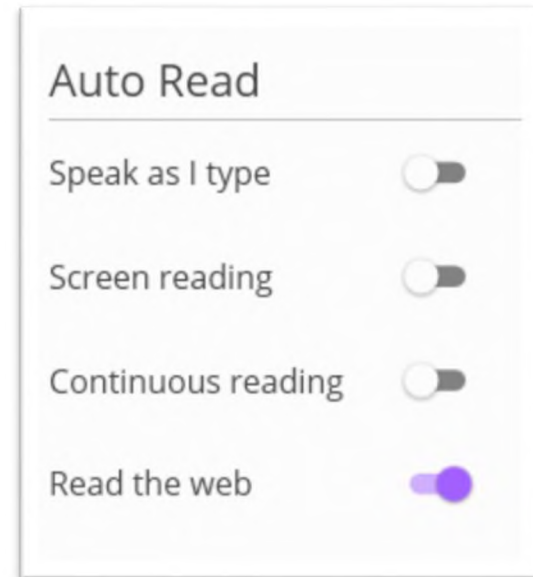 Auto Read
Speak as I type
Screen reading
Continuous reading
Read the web